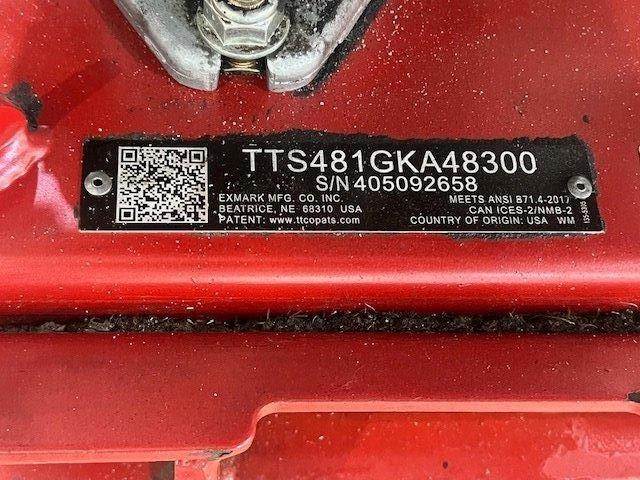 TTS481GKA48300
S/N 405092658
EXMARK MFG. CO. INC.
BEATRICE, NE 68310 USA
PATENT: www.ttcopats.com
MEETS ANSI B71.4-2017
CAN ICES-2/NMB-2
COUNTRY OF ORIGIN: USA WM